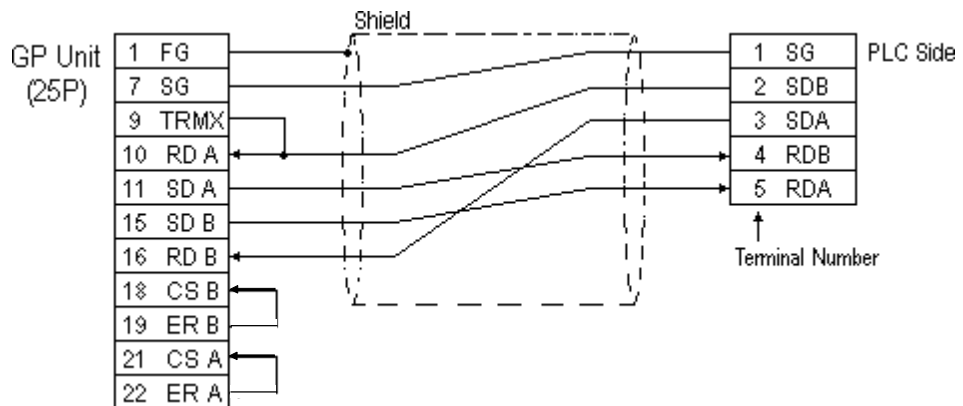 Shield
GP Unit
(25P)
1 FG
7 SG
9 TRMX
10 RD A
11 SD A
15 SD B
16 RD B
18 CS B
19 ER B
21 CS A
22 ER A
1 SG
2 SDB
3 SDA
4 RDB
5 RDA
PLC Side
Terminal Number